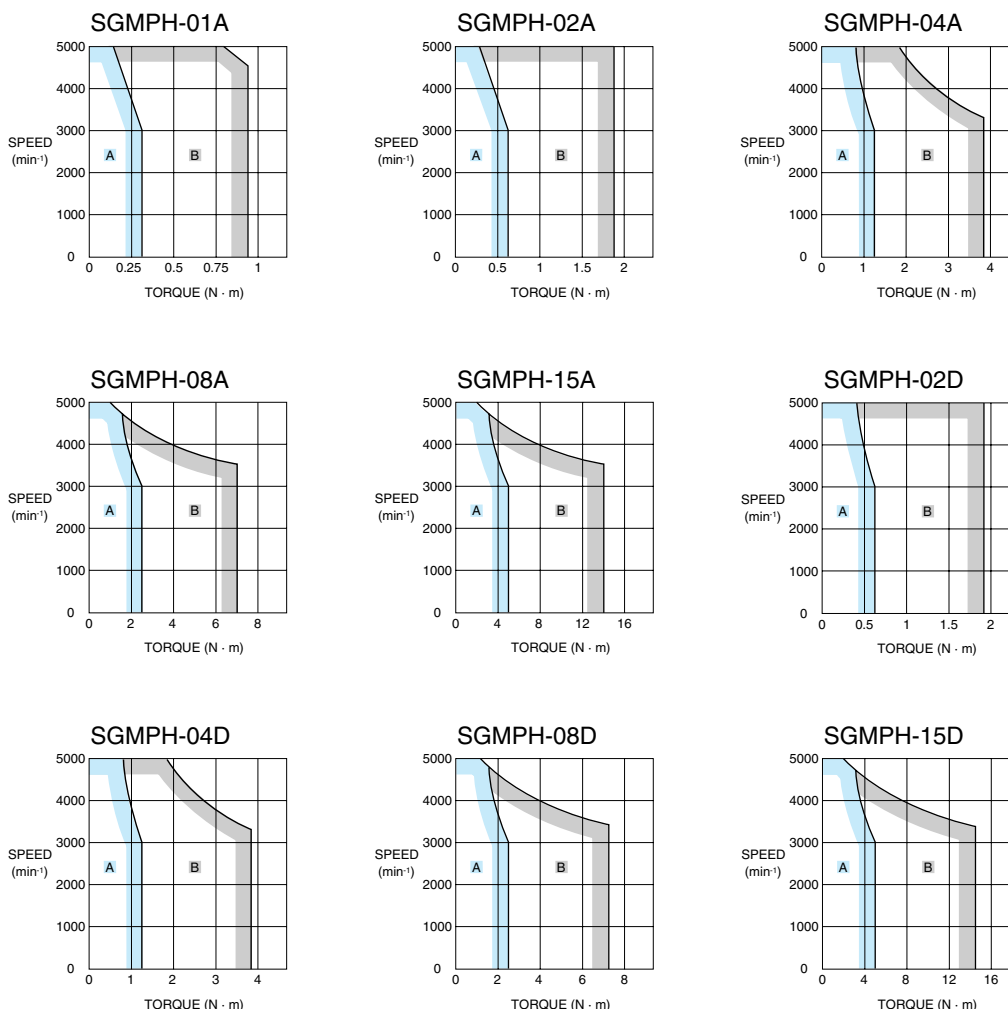 SGMPH-01A
5000
4000
SPEED
(min⁻¹)
3000
2000
1000
0
A
B
0 0.25 0.5 0.75 1
TORQUE (N · m)
SGMPH-02A
5000
4000
SPEED
(min⁻¹)
3000
2000
1000
0
A
B
0 0.5 1 1.5 2
TORQUE (N · m)
SGMPH-04A
5000
4000
SPEED
(min⁻¹)
3000
2000
1000
0
A
B
0 1 2 3 4
TORQUE (N · m)
SGMPH-08A
5000
4000
SPEED
(min⁻¹)
3000
2000
1000
0
A
B
0 2 4 6 8
TORQUE (N · m)
SGMPH-15A
5000
4000
SPEED
(min⁻¹)
3000
2000
1000
0
A
B
0 4 8 12 16
TORQUE (N · m)
SGMPH-02D
5000
4000
SPEED
(min⁻¹)
3000
2000
1000
0
A
B
0 0.5 1 1.5 2
TORQUE (N · m)
SGMPH-04D
5000
4000
SPEED
(min⁻¹)
3000
2000
1000
0
A
B
0 1 2 3 4
TORQUE (N · m)
SGMPH-08D
5000
4000
SPEED
(min⁻¹)
3000
2000
1000
0
A
B
0 2 4 6 8
TORQUE (N · m)
SGMPH-15D
5000
4000
SPEED
(min⁻¹)
3000
2000
1000
0
A
B
0 4 8 12 16
TORQUE (N · m)